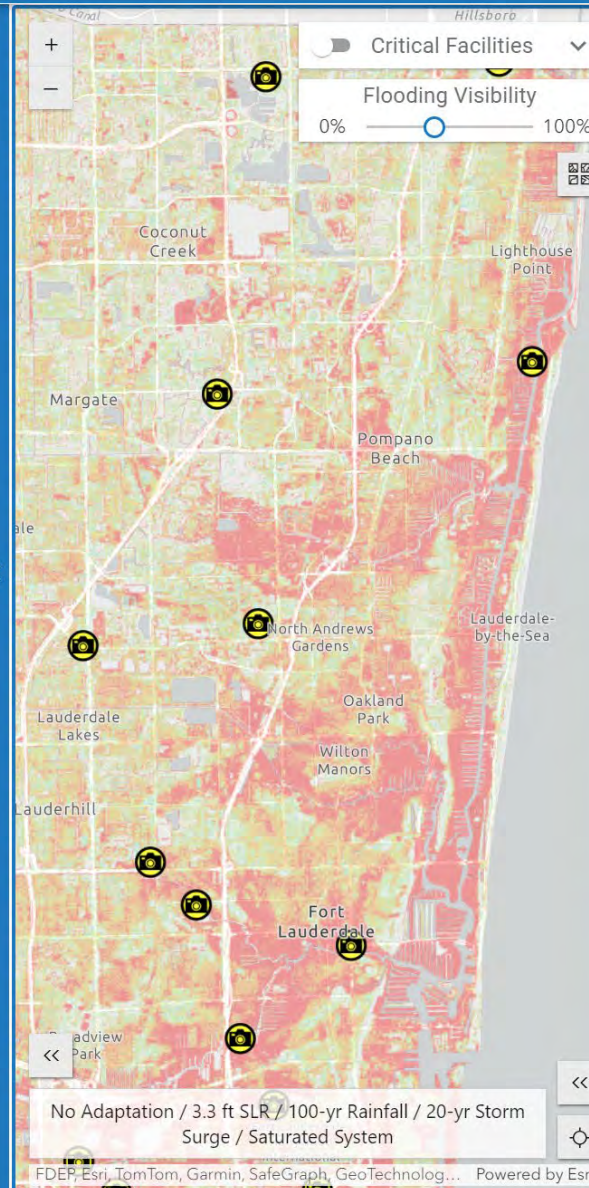 Canal
Hillsboro
+
−
Critical Facilities
Flooding Visibility
0%
100%
Coconut
Creek
Lighthouse
Point
Margate
Pompano
Beach
North Andrews
Gardens
Lauderdale-
by-the-Sea
Lauderdale
Lakes
Oakland
Park
Wilton
Manors
Lauderhill
Fort
Lauderdale
Park
No Adaptation / 3.3 ft SLR / 100-yr Rainfall / 20-yr Storm
Surge / Saturated System
FDEP, Esri, TomTom, Garmin, SafeGraph, GeoTechnolog... Powered by Esri